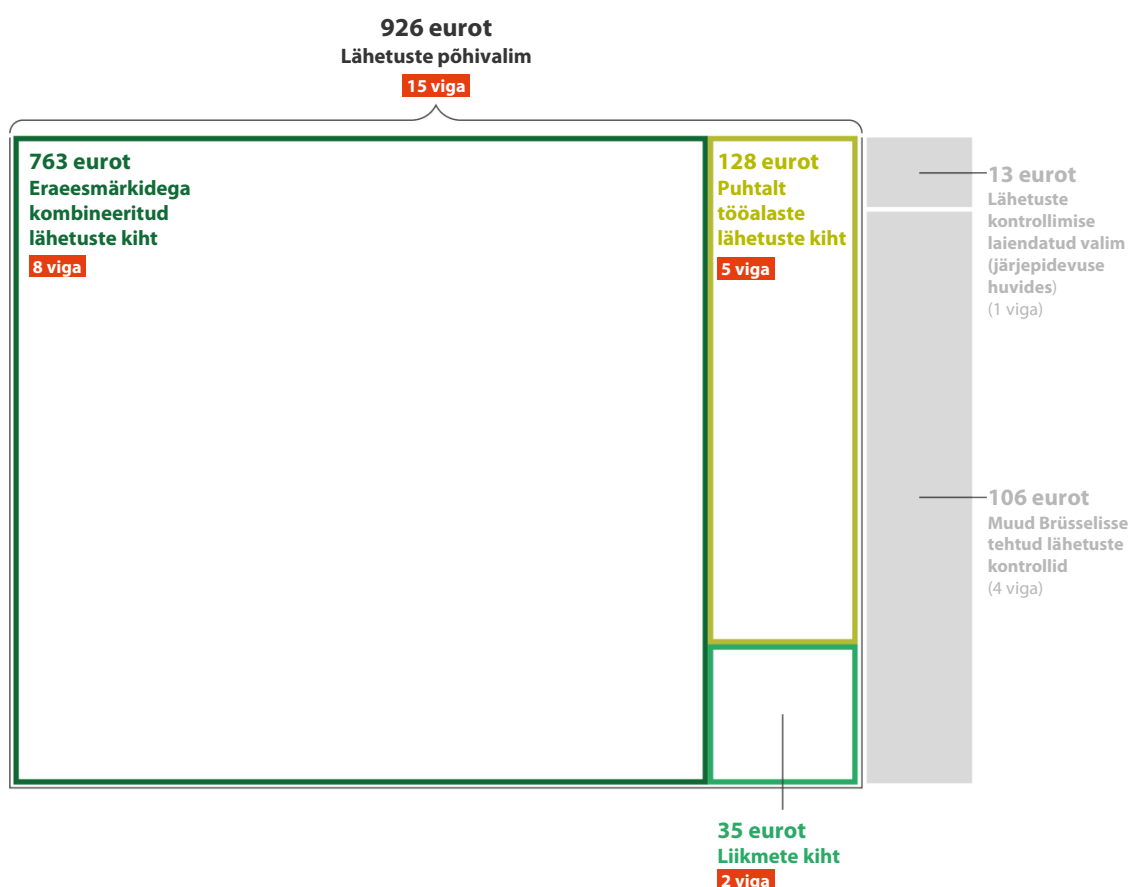 926 eurot
Lähetuste põhivalim
15 viga
763 eurot
Eraeesmärkidega
kombineeritud
lähetuste kiht
8 viga
128 eurot
Puhtalt
tööalaste
lähetuste kiht
5 viga
13 eurot
Lähetuste
kontrollimise
laiendatud valim
(järjepidevuse
huvides)
(1 viga)
106 eurot
Muud Brüsselisse
tehtud lähetuste
kontrollid
(4 viga)
35 eurot
Liikmete kiht
2 viga